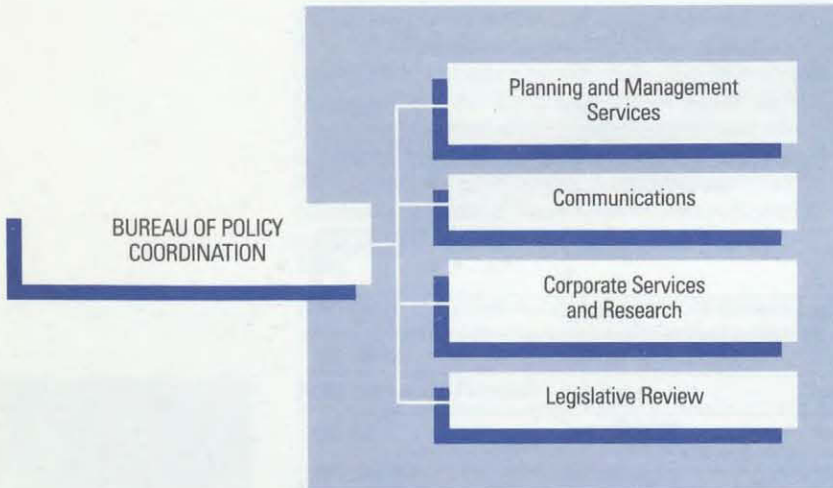 BUREAU OF POLICY
COORDINATION
Planning and Management
Services
Communications
Corporate Services
and Research
Legislative Review